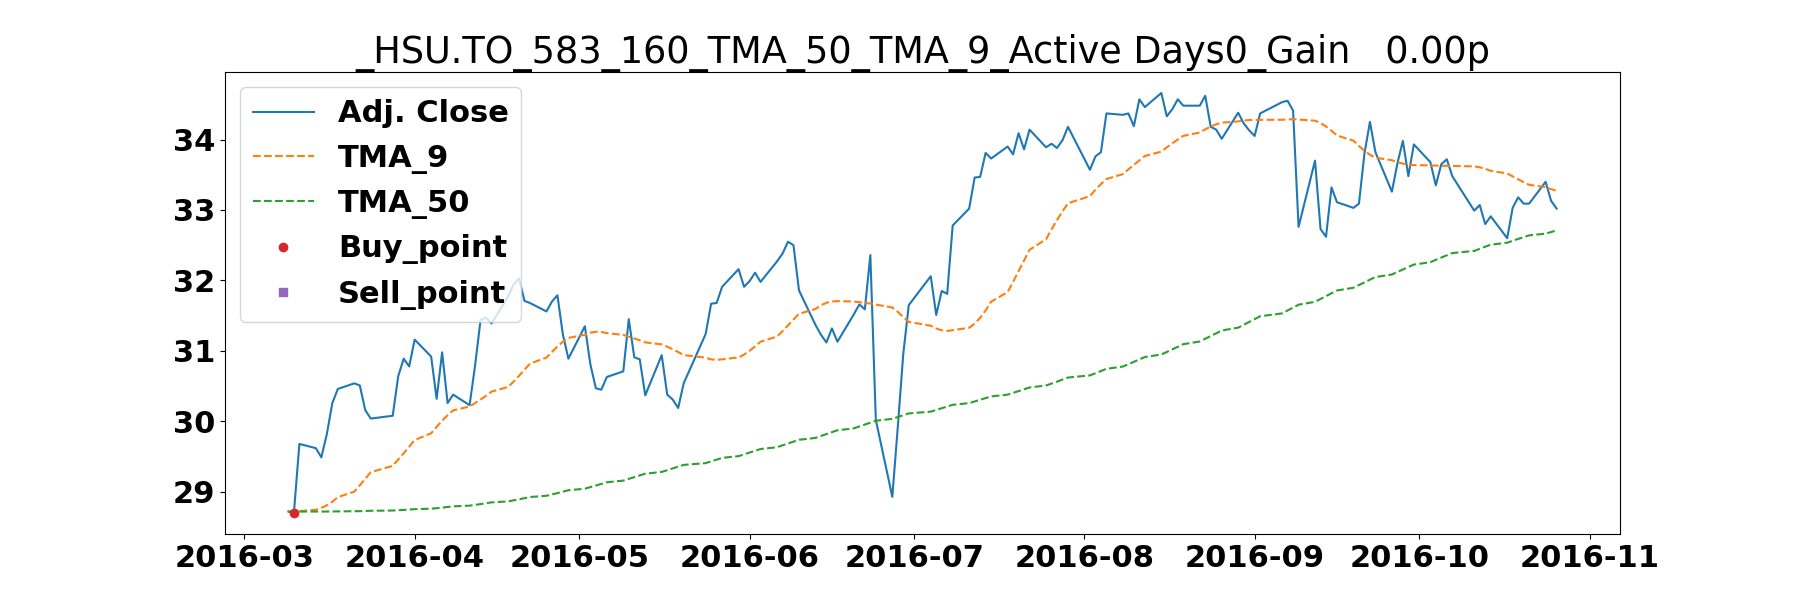 _HSU.TO_583_160_TMA_50_TMA_9_Active Days0_Gain   0.00p
Adj. Close
TMA_9
TMA_50
Buy_point
Sell_point
34
33
32
31
30
29
2016-03 2016-04 2016-05 2016-06 2016-07 2016-08 2016-09 2016-10 2016-11